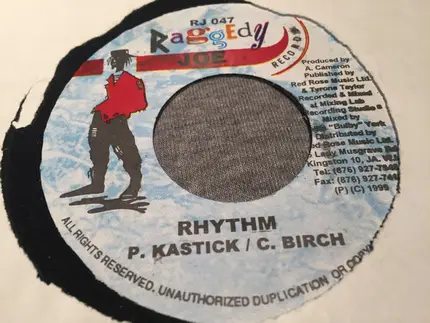 RJ 047
Raggedy
JOE
RECORDS
Produced by
A. Cameron
Published by
Red Rose Music Ltd.
& Tyrone Taylor
Recorded & Mixed
at Mixing Lab
Recording Studio's
Mixed by
"Bulby" York
Distributed by
Red Rose Music Ltd.
Lady Musgrave
Kingston 10, JA.
Tel: (876) 927-
Fax: (876) 927-
(P) (C) 1999
RHYTHM
P. KASTICK / C. BIRCH
ALL RIGHTS RESERVED. UNAUTHORIZED DUPLICATION OR COPY